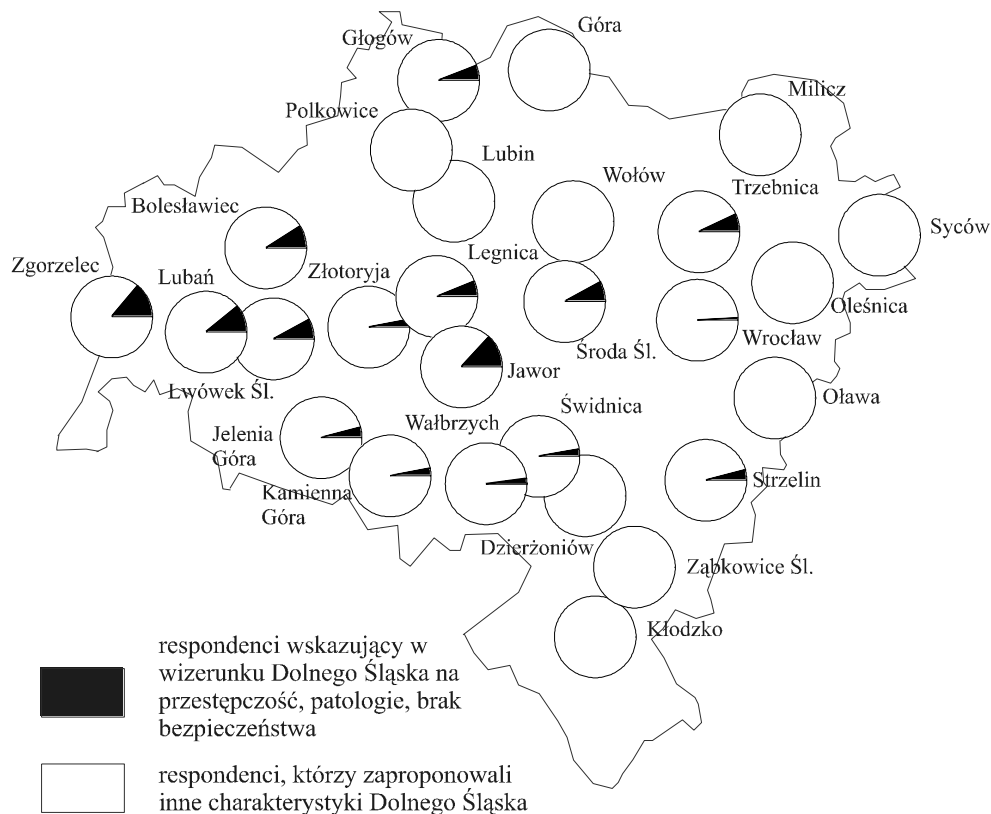 Góra
Głogów
Milicz
Polkowice
Lubin
Wołów
Trzebnica
Bolesławiec
Syców
Legnica
Zgorzelec
Lubań
Złotoryja
Oleśnica
Wrocław
Środa Śl.
Jawor
Lwówek Śl.
Oława
Świdnica
Wałbrzych
Jelenia
Góra
Strzelin
Kamienna
Góra
Dzierżoniów
Ząbkowice Śl.
Kłodzko
respondenci wskazujący w
wizerunku Dolnego Śląska na
przestępczość, patologie, brak
bezpieczeństwa
respondenci, którzy zaproponowali
inne charakterystyki Dolnego Śląska